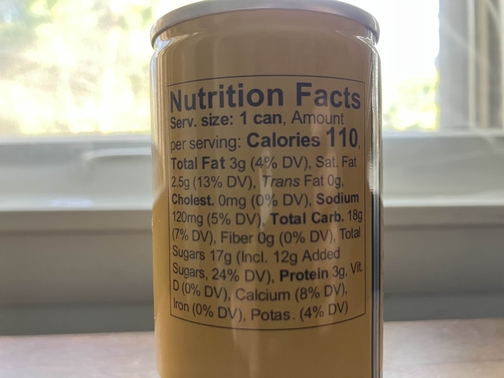 Nutrition Facts
Serv. size: 1 can, Amount
per serving: Calories 110,
Total Fat 3g (4% DV), Sat. Fat
2.5g (13% DV), Trans Fat 0g,
Cholest. 0mg (0% DV), Sodium
120mg (5% DV), Total Carb. 18g
(7% DV), Fiber 0g (0% DV), Total
Sugars 17g (Incl. 12g Added
Sugars, 24% DV), Protein 3g, Vit.
D (0% DV), Calcium (8% DV),
Iron (0% DV), Potas. (4% DV)